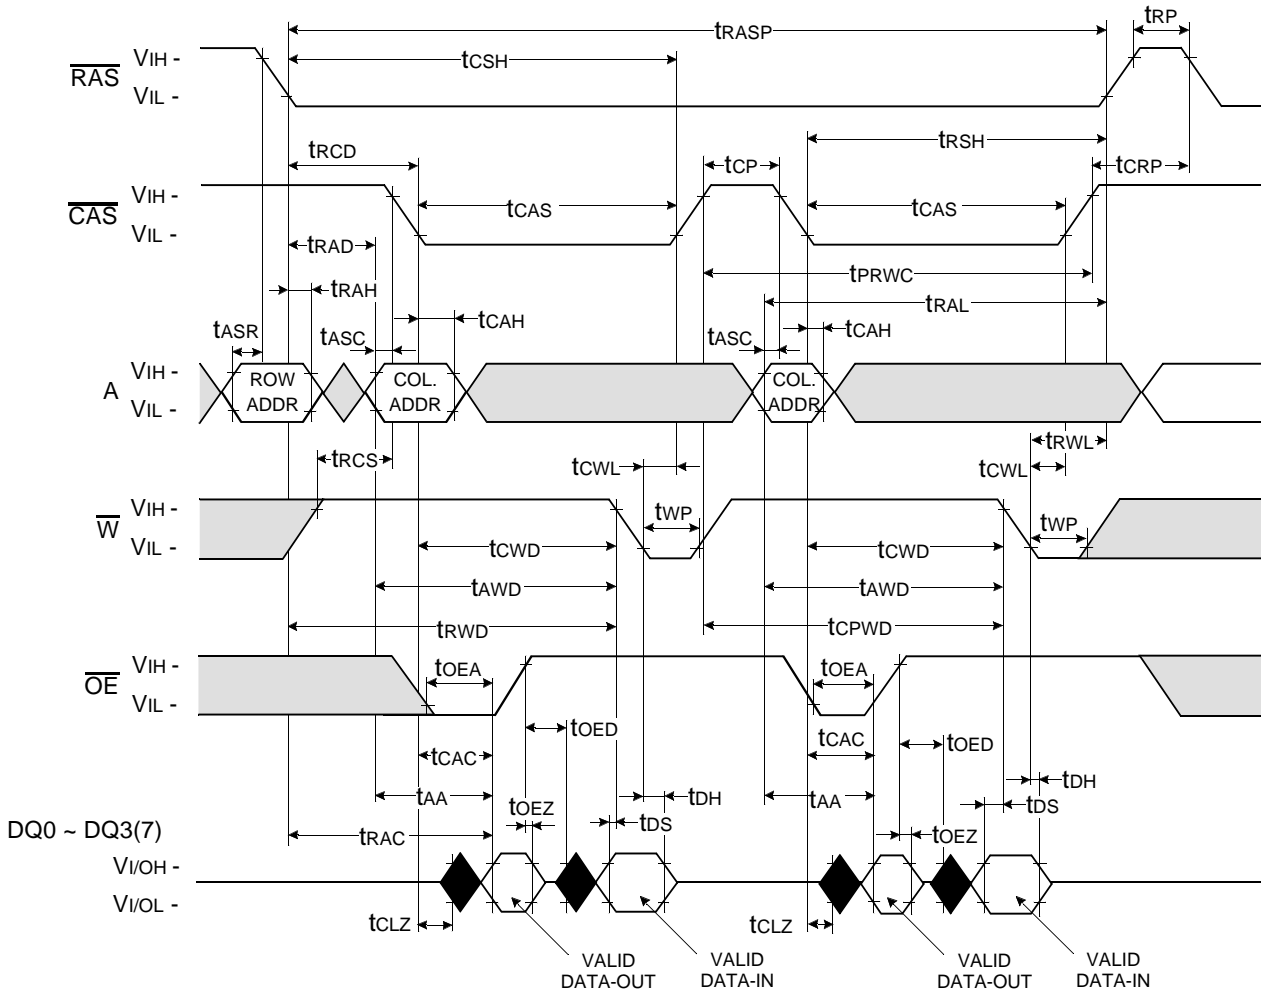 tRP
tRASP
tCSH
RAS
VIH -
VIL -
tRSH
tRCD
tCP
tCRP
CAS
VIH -
VIL -
tCAS
tCAS
tRAD
tPRWC
tRAH
tRAL
tASR
tASC
tCAH
tASC
tCAH
A
VIH -
VIL -
ROW
ADDR
COL.
ADDR
COL.
ADDR
tRWL
tRCS
tCWL
tCWL
W
VIH -
VIL -
tWP
tWP
tCWD
tCWD
tAWD
tAWD
tRWD
tCPWD
OE
VIH -
VIL -
tOEA
tOEA
tOED
tOED
tCAC
tCAC
tAA
tDH
tAA
tDH
tOEZ
tDS
tDS
tRAC
tOEZ
DQ0 ~ DQ3(7)
VI/OH -
VI/OL -
tCLZ
tCLZ
VALID
DATA-OUT
VALID
DATA-IN
VALID
DATA-OUT
VALID
DATA-IN